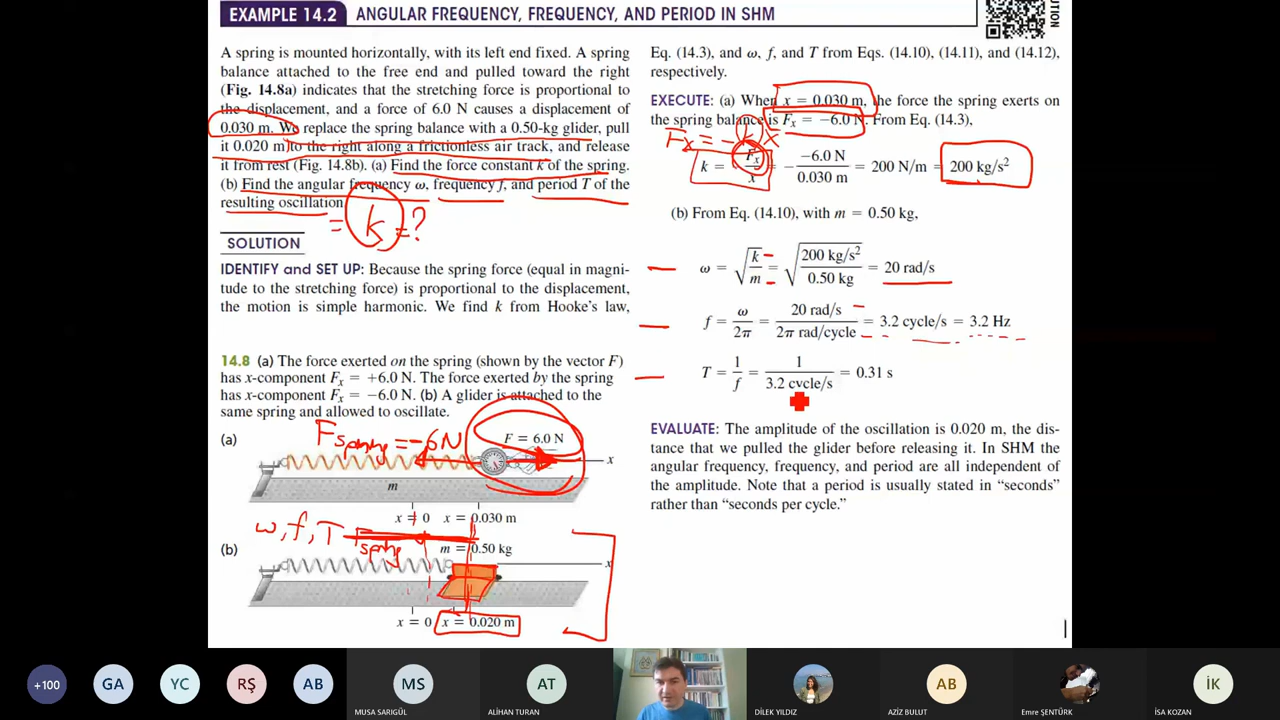 EXAMPLE 14.2 ANGULAR FREQUENCY, FREQUENCY, AND PERIOD IN SHM
A spring is mounted horizontally, with its left end fixed. A spring
balance attached to the free end and pulled toward the right
(Fig. 14.8a) indicates that the stretching force is proportional to
the displacement, and a force of 6.0 N causes a displacement of
0.030 m. We replace the spring balance with a 0.50-kg glider, pull
it 0.020 m to the right along a frictionless air track, and release
it from rest (Fig. 14.8b). (a) Find the force constant k of the spring.
(b) Find the angular frequency ω, frequency f, and period T of the
resulting oscillation.
= k = ?
SOLUTION
IDENTIFY and SET UP: Because the spring force (equal in magni-
tude to the stretching force) is proportional to the displacement,
the motion is simple harmonic. We find k from Hooke's law,
14.8 (a) The force exerted on the spring (shown by the vector F)
has x-component Fx = +6.0 N. The force exerted by the spring
has x-component Fx = −6.0 N. (b) A glider is attached to the
same spring and allowed to oscillate.
(a)
Fspring = -6N
F = 6.0 N
x
m
x = 0 x = 0.030 m
ω, f, T
Fspring
(b)
m = 0.50 kg
x
x = 0 x = 0.020 m
Eq. (14.3), and ω, f, and T from Eqs. (14.10), (14.11), and (14.12),
respectively.
EXECUTE: (a) When x = 0.030 m, the force the spring exerts on
the spring balance is Fx = −6.0 N. From Eq. (14.3),
Fx = -kx
k = − Fx/x = − −6.0 N/0.030 m = 200 N/m = 200 kg/s²
(b) From Eq. (14.10), with m = 0.50 kg,
ω = √(k/m) = √(200 kg/s²/0.50 kg) = 20 rad/s
f = ω/2π = 20 rad/s/2π rad/cycle = 3.2 cycle/s = 3.2 Hz
T = 1/f = 1/3.2 cycle/s = 0.31 s
EVALUATE: The amplitude of the oscillation is 0.020 m, the dis-
tance that we pulled the glider before releasing it. In SHM the
angular frequency, frequency, and period are all independent of
the amplitude. Note that a period is usually stated in "seconds"
rather than "seconds per cycle."
+100 GA YC RŞ AB MS AT AB İK
MUSA SARIGÜL ALİHAN TURAN DİLEK YILDIZ AZİZ BULUT Emre ŞENTÜRK İSA KOZAN